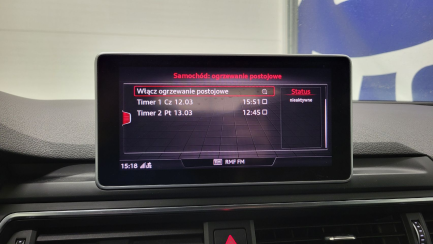 Samochód: ogrzewanie postojowe
Włącz ogrzewanie postojowe
Status
Timer 1 Cz 12.03 15:51
nieaktywne
Timer 2 Pt 13.03 12:45
15:18
RMF FM